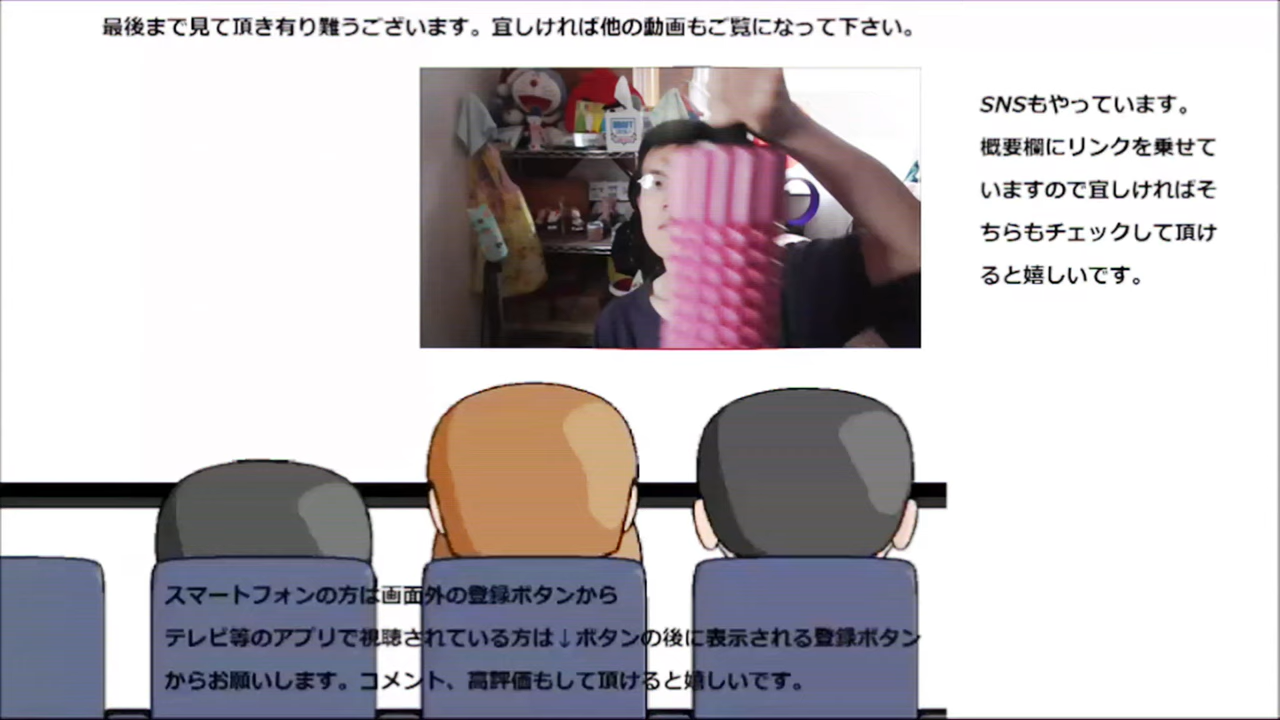 最後まで見て頂き有り難うございます。宜しければ他の動画もご覧になって下さい。
SNSもやっています。
概要欄にリンクを乗せて
いますので宜しければそ
ちらもチェックして頂け
ると嬉しいです。
スマートフォンの方は画面外の登録ボタンから
テレビ等のアプリで視聴されている方は↓ボタンの後に表示される登録ボタン
からお願いします。コメント、高評価もして頂けると嬉しいです。